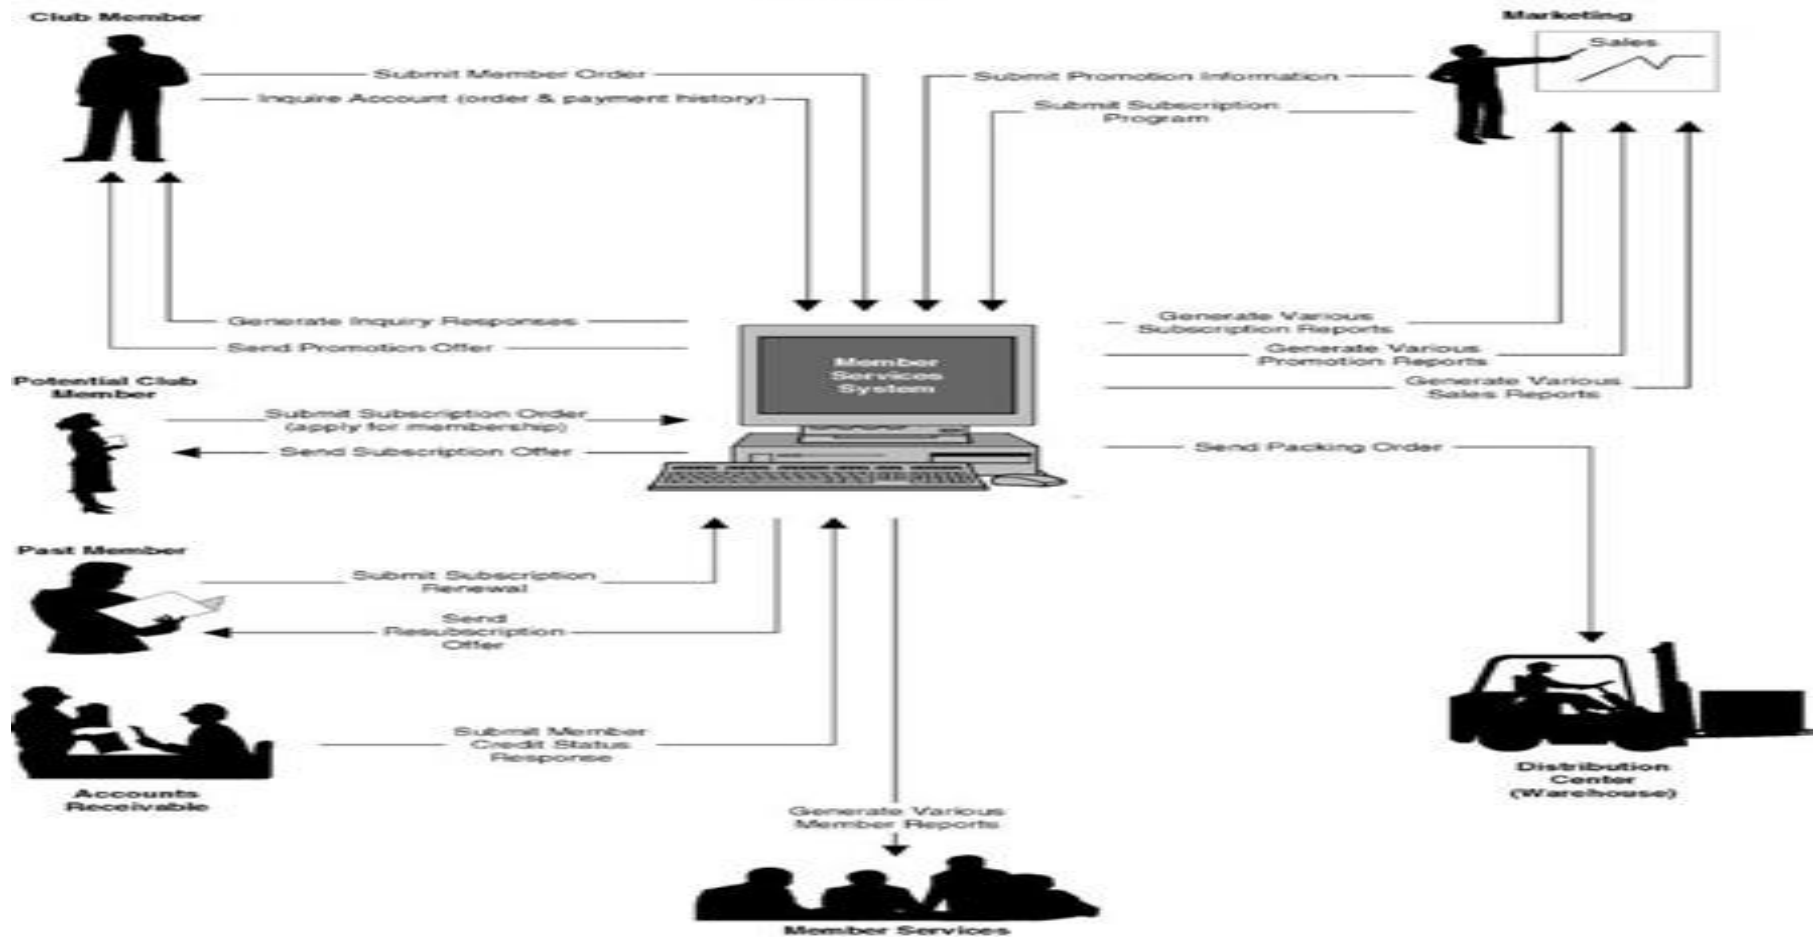 Club Member
Marketing
Sales
Submit Member Order
Submit Promotion Information
Inquire Account (order & payment history)
Submit Subscription
Program
Generate Inquiry Responses
Send Promotion Offer
Generate Various
Subscription Reports
Generate Various
Promotion Reports
Generate Various
Sales Reports
Member
Services
System
Potential Club
Member
Submit Subscription Order
(apply for membership)
Send Subscription Offer
Send Packing Order
Past Member
Submit Subscription
Renewal
Send
Resubscription
Offer
Submit Member
Credit Status
Response
Accounts
Receivable
Distribution
Center
(Warehouse)
Generate Various
Member Reports
Member Services